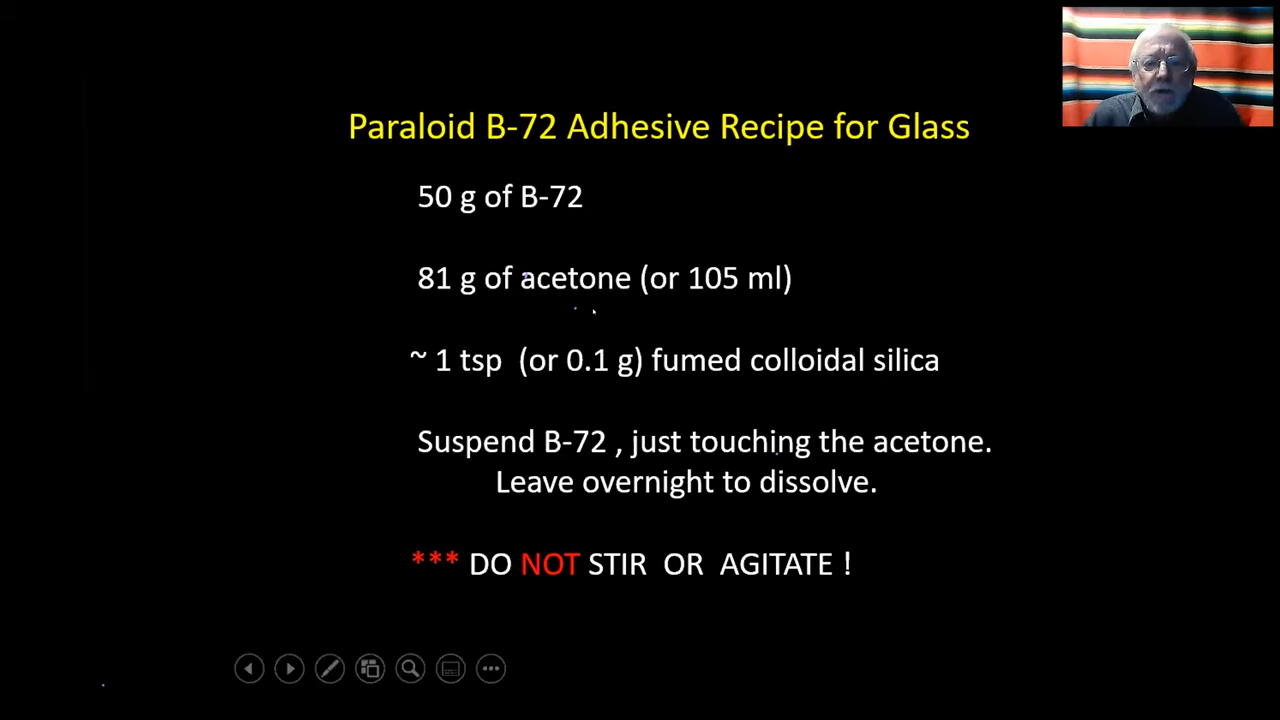 Paraloid B-72 Adhesive Recipe for Glass
50 g of B-72
81 g of acetone (or 105 ml)
~ 1 tsp  (or 0.1 g) fumed colloidal silica
Suspend B-72 , just touching the acetone.
Leave overnight to dissolve.
*** DO NOT STIR  OR  AGITATE !